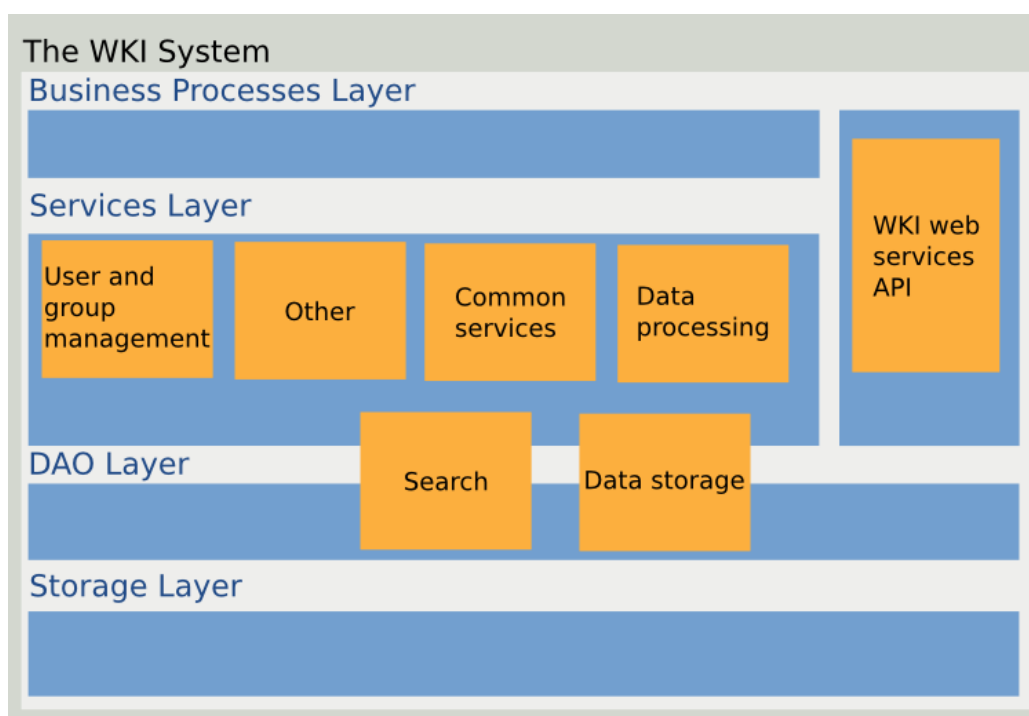 The WKI System
Business Processes Layer
Services Layer
User and
group
management
Other
Common
services
Data
processing
WKI web
services
API
DAO Layer
Search
Data storage
Storage Layer